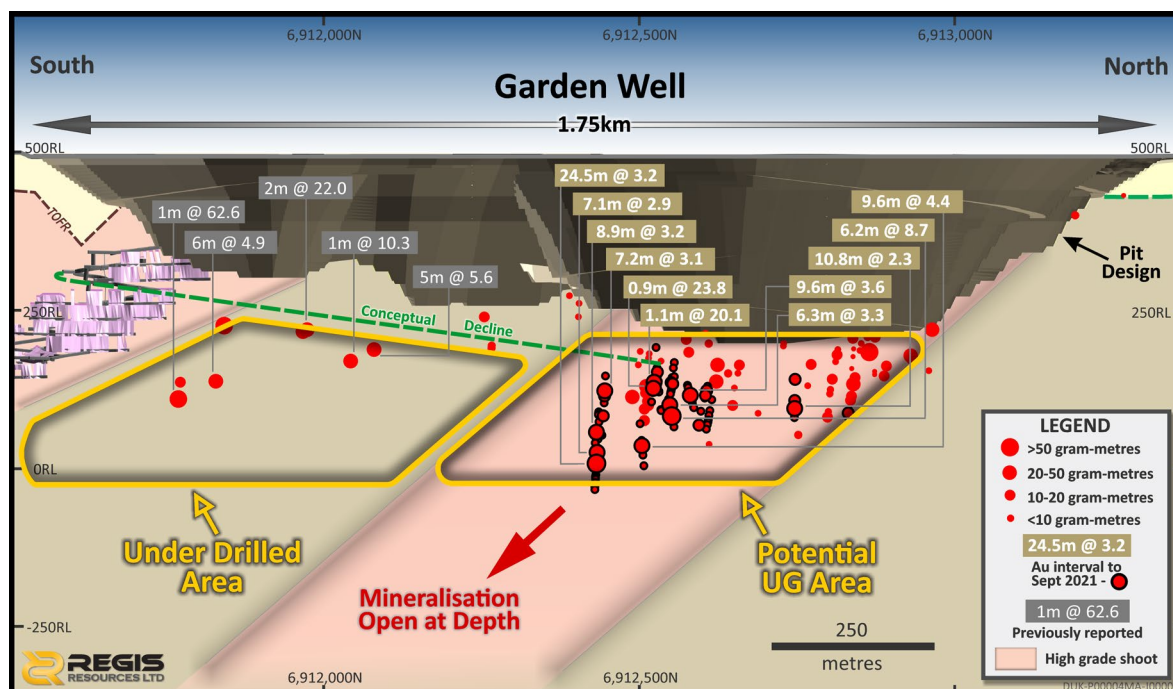 6,912,000N
6,912,500N
6,913,000N
South
North
Garden Well
1.75km
500RL
500RL
24.5m @ 3.2
2m @ 22.0
9.6m @ 4.4
7.1m @ 2.9
1m @ 62.6
TOFR
8.9m @ 3.2
6.2m @ 8.7
6m @ 4.9
1m @ 10.3
7.2m @ 3.1
10.8m @ 2.3
Pit
Design
5m @ 5.6
0.9m @ 23.8
9.6m @ 3.6
1.1m @ 20.1
6.3m @ 3.3
250RL
250RL
Conceptual
Decline
0RL
Under Drilled
Area
Potential
UG Area
Mineralisation
Open at Depth
-250RL
250
metres
LEGEND
>50 gram-metres
20-50 gram-metres
10-20 gram-metres
<10 gram-metres
24.5m @ 3.2
Au interval to
Sept 2021 -
1m @ 62.6
Previously reported
High grade shoot
REGIS
RESOURCES LTD
6,912,000N
6,912,500N